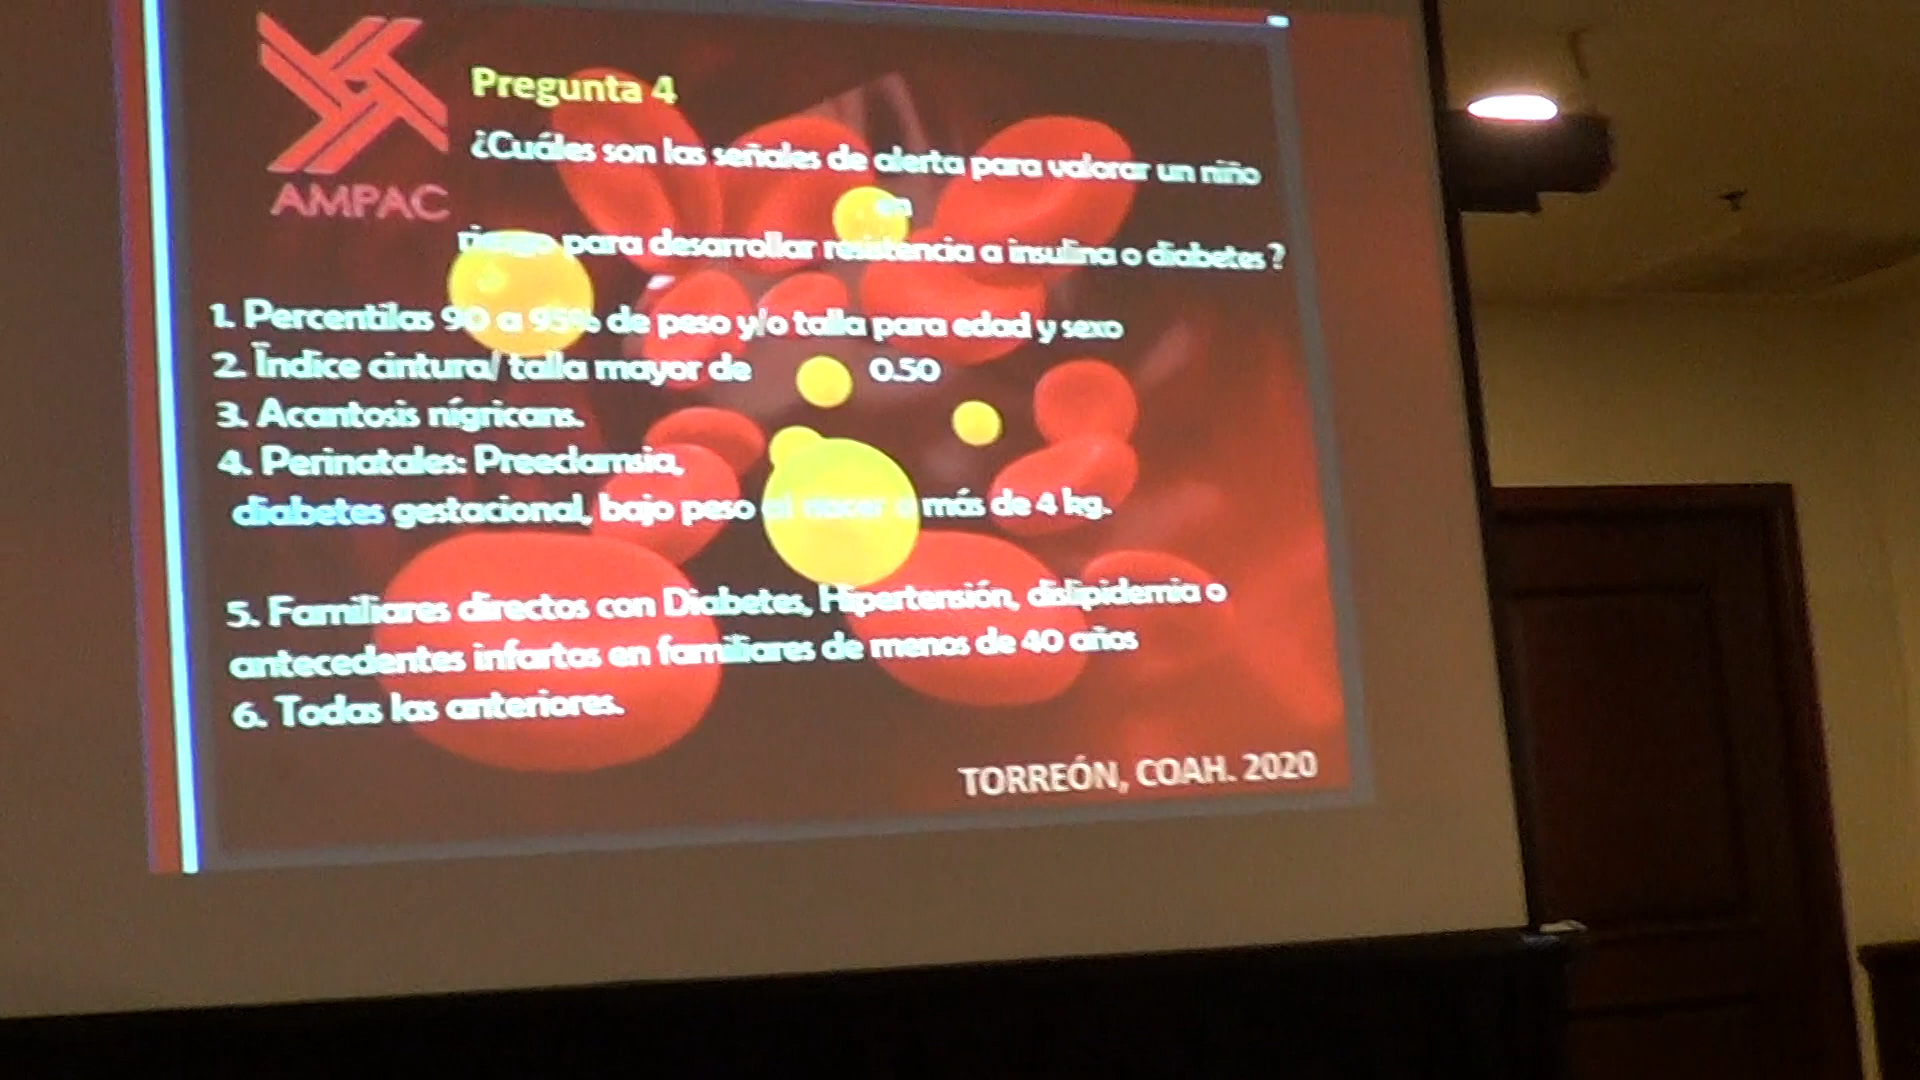 AMPAC
Pregunta 4
¿Cuáles son las señales de alerta para valorar un niño
en
riesgo para desarrollar resistencia a insulina o diabetes?
1. Percentilas 90 a 95% de peso y/o talla para edad y sexo
2. Índice cintura/ talla mayor de 0.50
3. Acantosis nígricans.
4. Perinatales: Preeclamsia,
diabetes gestacional, bajo peso al nacer o más de 4 kg.
5. Familiares directos con Diabetes, Hipertensión, dislipidemia o
antecedentes infartos en familiares de menos de 40 años
6. Todas las anteriores.
TORREÓN, COAH. 2020